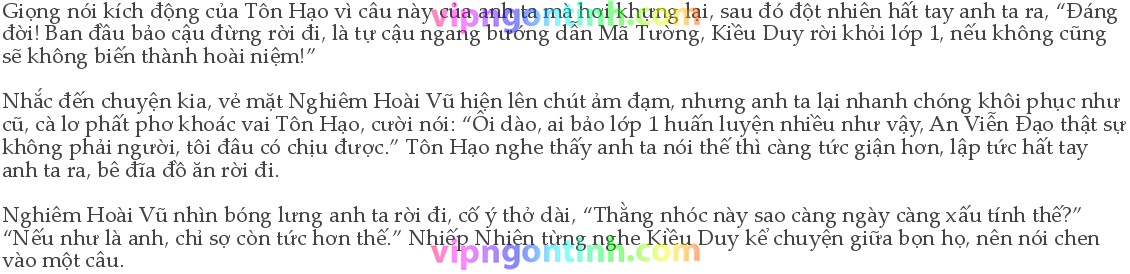 Giọng nói kích động của Tôn Hạo vì câu này của anh ta mà hơi khựng lại, sau đó đột nhiên hất tay anh ta ra, “Đáng
đời! Ban đầu bảo cậu đừng rời đi, là tự cậu ngang bướng dẫn Mã Tường, Kiều Duy rời khỏi lớp 1, nếu không cũng
sẽ không biến thành hoài niệm!”
Nhắc đến chuyện kia, vẻ mặt Nghiêm Hoài Vũ hiện lên chút ảm đạm, nhưng anh ta lại nhanh chóng khôi phục như
cũ, cà lơ phất phơ khoác vai Tôn Hạo, cười nói: “Ôi dào, ai bảo lớp 1 huấn luyện nhiều như vậy, An Viễn Đạo thật sự
không phải người, tôi đâu có chịu được.” Tôn Hạo nghe thấy anh ta nói thế thì càng tức giận hơn, lập tức hất tay
anh ta ra, bê đĩa đồ ăn rời đi.
Nghiêm Hoài Vũ nhìn bóng lưng anh ta rời đi, cố ý thở dài, “Thằng nhóc này sao càng ngày càng xấu tính thế?”
“Nếu như là anh, chỉ sợ còn tức hơn thế.” Nhiếp Nhiên từng nghe Kiều Duy kể chuyện giữa bọn họ, nên nói chen
vào một câu.
vipngontinh.com
vipngontinh.com